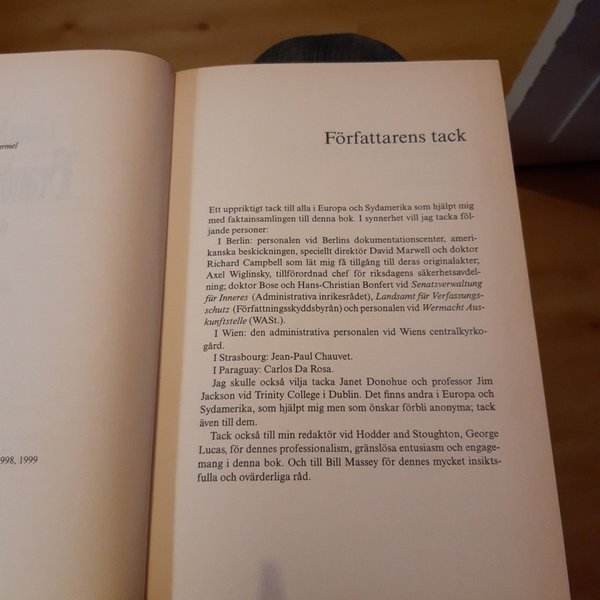 ormel
998, 1999
Författarens tack
Ett uppriktigt tack till alla i Europa och Sydamerika som hjälpt mig
med faktainsamlingen till denna bok. I synnerhet vill jag tacka föl-
jande personer:
I Berlin: personalen vid Berlins dokumentationscenter, ameri-
kanska beskickningen, speciellt direktör David Marwell och doktor
Richard Campbell som lät mig få tillgång till deras originalakter;
Axel Wiglinsky, tillförordnad chef för riksdagens säkerhetsavdel-
ning; doktor Bose och Hans-Christian Bonfert vid Senatsverwaltung
für Inneres (Administrativa inrikesrådet), Landsamt für Verfassungs-
schutz (Författningsskyddsbyrån) och personalen vid Wermacht Aus-
kunftstelle (WASt.).
I Wien: den administrativa personalen vid Wiens centralkyrko-
gård.
I Strasbourg: Jean-Paul Chauvet.
I Paraguay: Carlos Da Rosa.
Jag skulle också vilja tacka Janet Donohue och professor Jim
Jackson vid Trinity College i Dublin. Det finns andra i Europa och
Sydamerika, som hjälpt mig men som önskar förbli anonyma; tack
även till dem.
Tack också till min redaktör vid Hodder and Stoughton, George
Lucas, för dennes professionalism, gränslösa entusiasm och engage-
mang i denna bok. Och till Bill Massey för dennes mycket insikts-
fulla och ovärderliga råd.